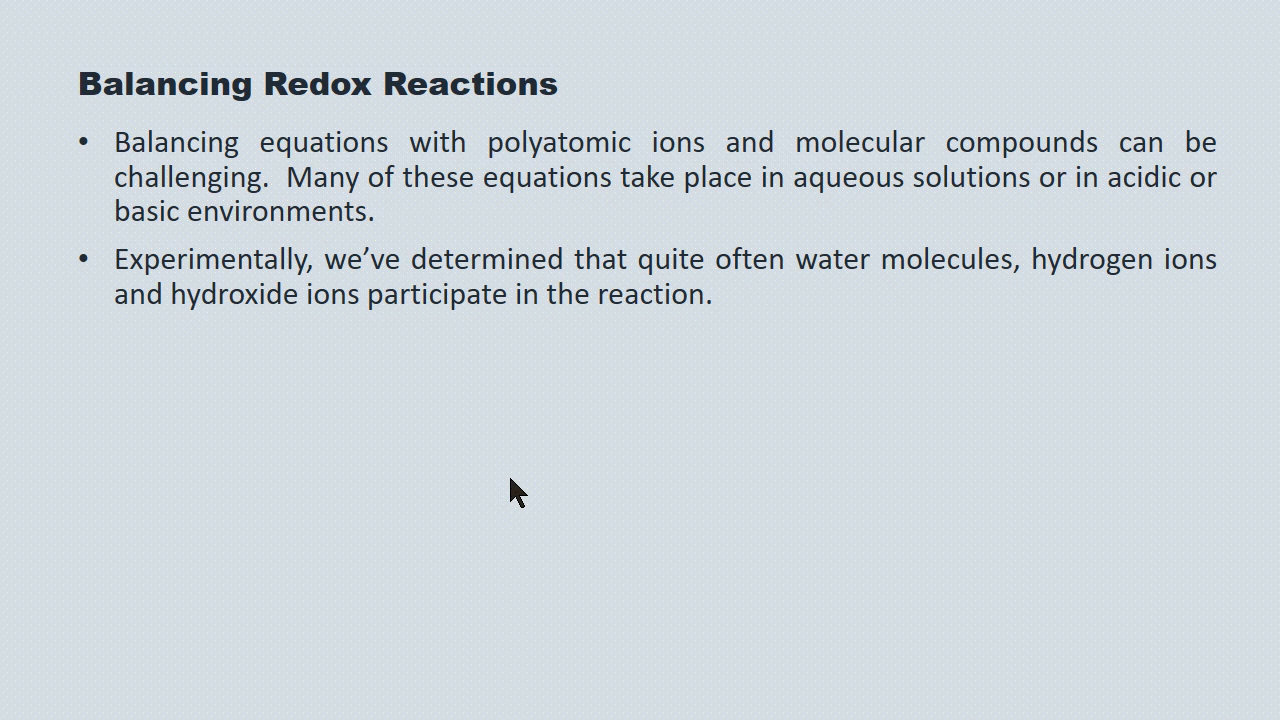 Balancing Redox Reactions
• Balancing equations with polyatomic ions and molecular compounds can be
challenging.  Many of these equations take place in aqueous solutions or in acidic or
basic environments.
• Experimentally, we’ve determined that quite often water molecules, hydrogen ions
and hydroxide ions participate in the reaction.